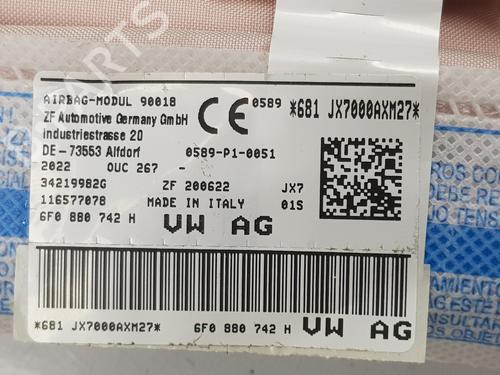 AIRBAG-MODUL 90018
ZF Automotive Germany GmbH
Industriestrasse 20
DE-73553 Alfdorf
CE 0589
*681 JX7000AXM27*
0589-P1-0051
2022 OUC 267 -
34219982G ZF 200622 JX7
116577078 MADE IN ITALY 01S
6F0 880 742 H VW AG
*681 JX7000AXM27* 6F0 880 742 H VW AG